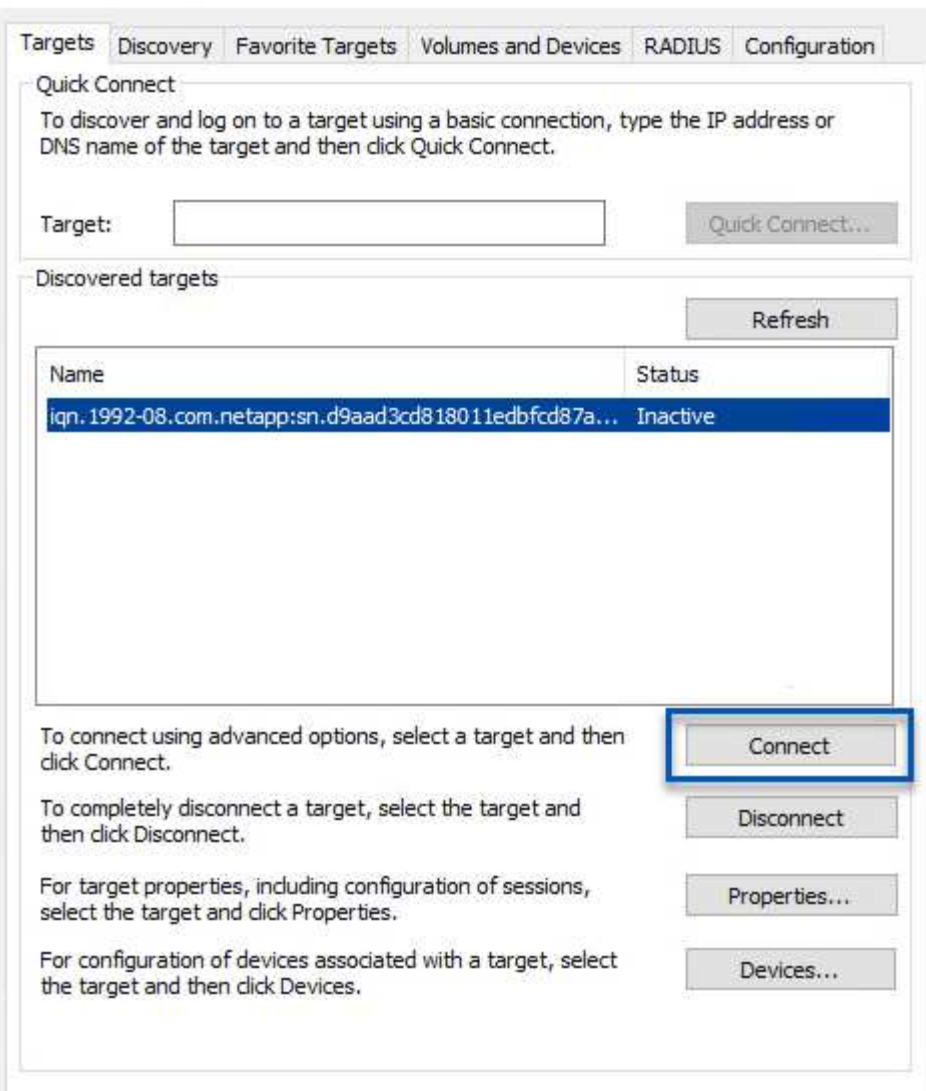 Targets Discovery Favorite Targets Volumes and Devices RADIUS Configuration
Quick Connect
To discover and log on to a target using a basic connection, type the IP address or
DNS name of the target and then click Quick Connect.
Target:
Quick Connect...
Discovered targets
Refresh
Name Status
iqn.1992-08.com.netapp:sn.d9aad3cd818011edbfcd87a... Inactive
To connect using advanced options, select a target and then
click Connect.
Connect
To completely disconnect a target, select the target and
then click Disconnect.
Disconnect
For target properties, including configuration of sessions,
select the target and click Properties.
Properties...
For configuration of devices associated with a target, select
the target and then click Devices.
Devices...